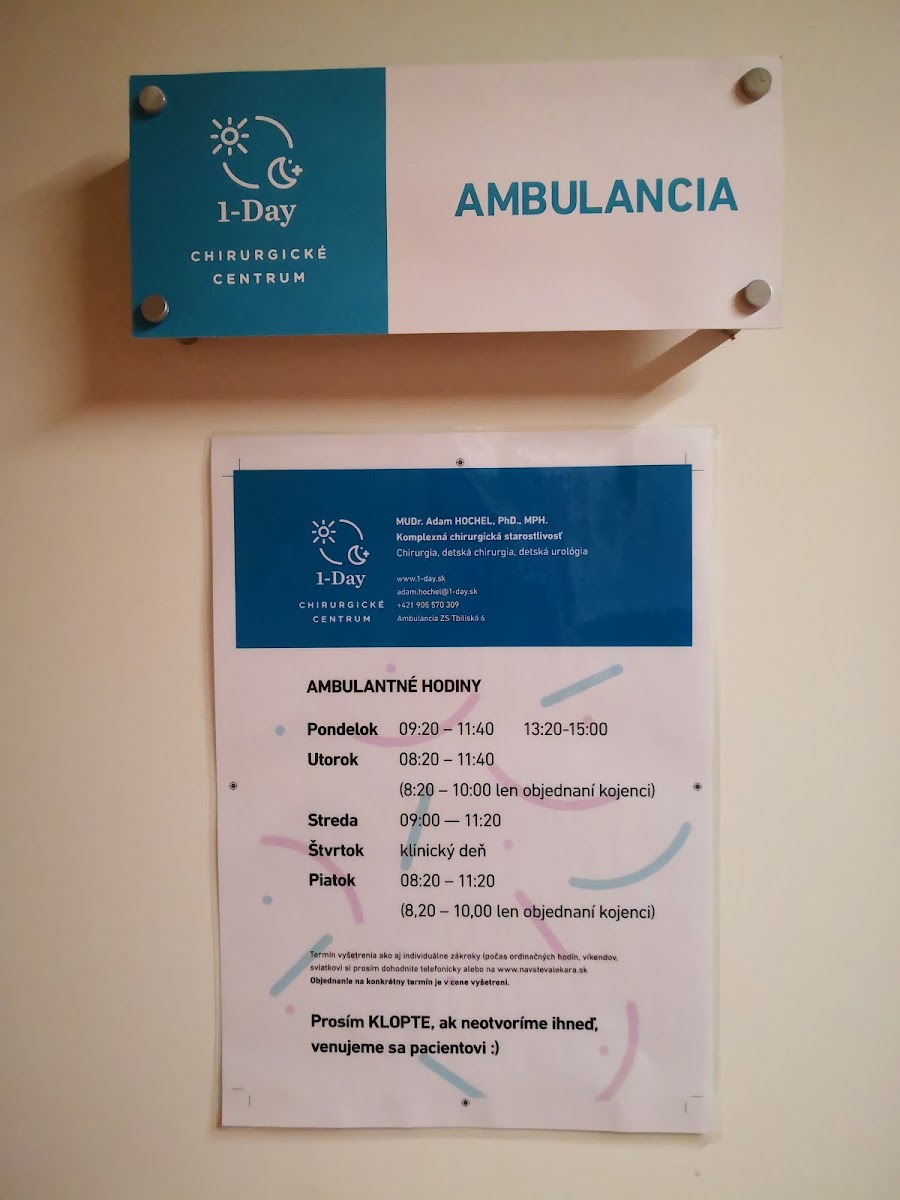 1-Day
CHIRURGICKÉ
CENTRUM
AMBULANCIA
1-Day
CHIRURGICKÉ
CENTRUM
MUDr. Adam HOCHEL, PhD., MPH.
Komplexná chirurgická starostlivosť
Chirurgia, detská chirurgia, detská urológia
www.1-day.sk
adam.hochel@1-day.sk
+421 905 570 309
Ambulancia ZS Tbiliská 6
AMBULANTNÉ HODINY
Pondelok 09:20 – 11:40 13:20-15:00
Utorok 08:20 – 11:40
(8:20 – 10:00 len objednaní kojenci)
Streda 09:00 — 11:20
Štvrtok klinický deň
Piatok 08:20 – 11:20
(8,20 – 10,00 len objednaní kojenci)
Termín vyšetrenia ako aj individuálne zákroky (počas ordinačných hodín, víkendov,
sviatkov) si prosím dohodnite telefonicky alebo na www.navstevalekara.sk
Objednanie na konkrétny termín je v cene vyšetrení.
Prosím KLOPTE, ak neotvoríme ihneď,
venujeme sa pacientovi :)